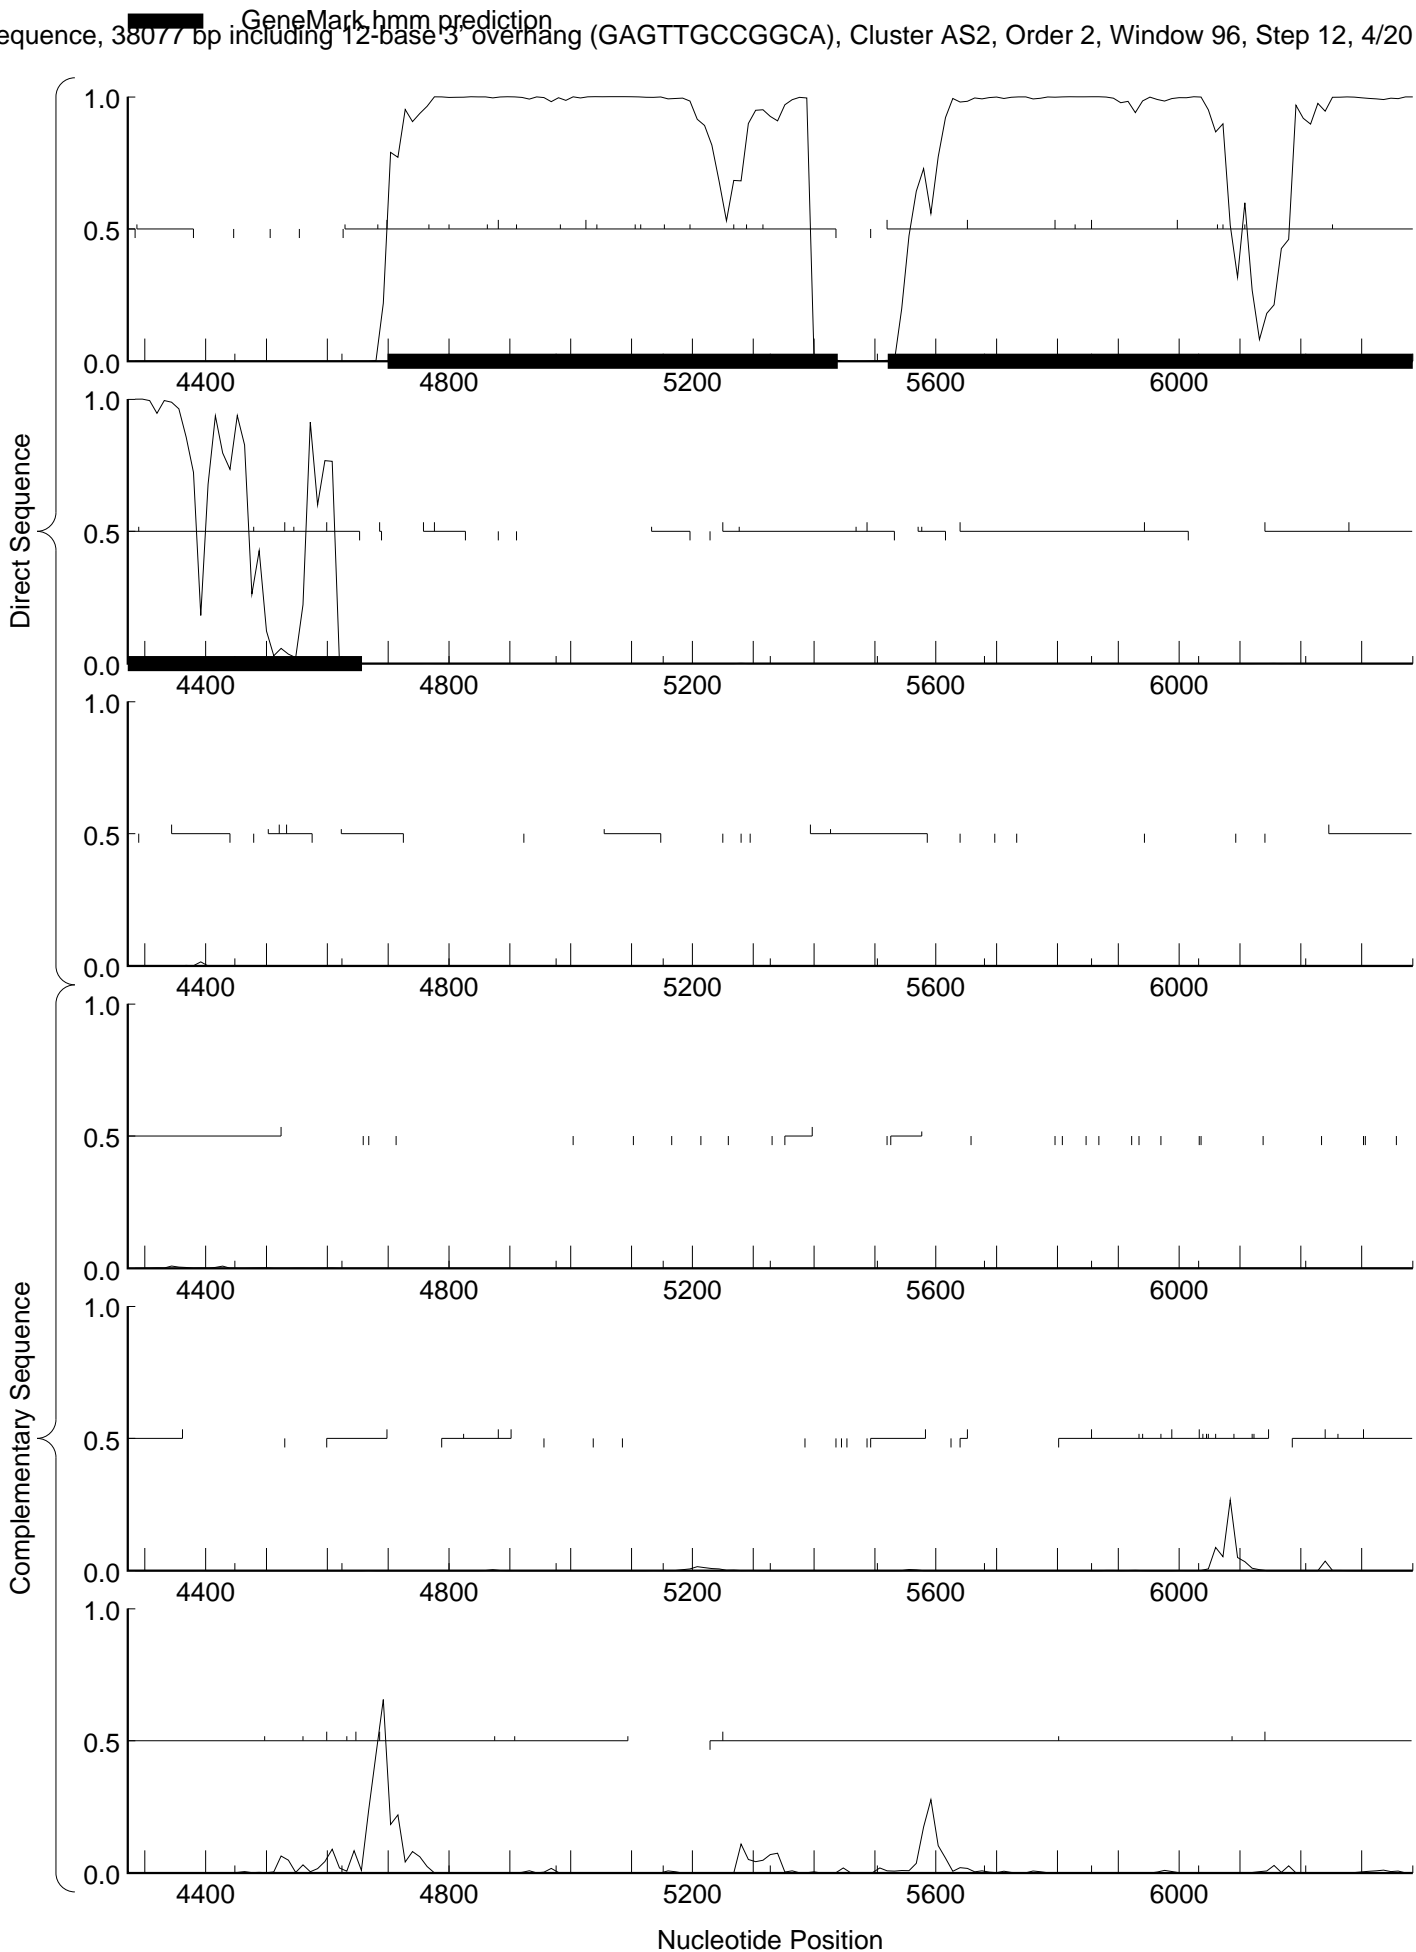 GeneMark.hmm prediction
equence, 38077 bp including 12-base 3' overhang (GAGTTGCCGGCA), Cluster AS2, Order 2, Window 96, Step 12, 4/20
1.0
0.5
0.0
4400 4800 5200 5600 6000
1.0
0.5
0.0
4400 4800 5200 5600 6000
Direct Sequence
1.0
0.5
0.0
4400 4800 5200 5600 6000
1.0
0.5
0.0
4400 4800 5200 5600 6000
1.0
0.5
0.0
4400 4800 5200 5600 6000
Complementary Sequence
1.0
0.5
0.0
4400 4800 5200 5600 6000
Nucleotide Position